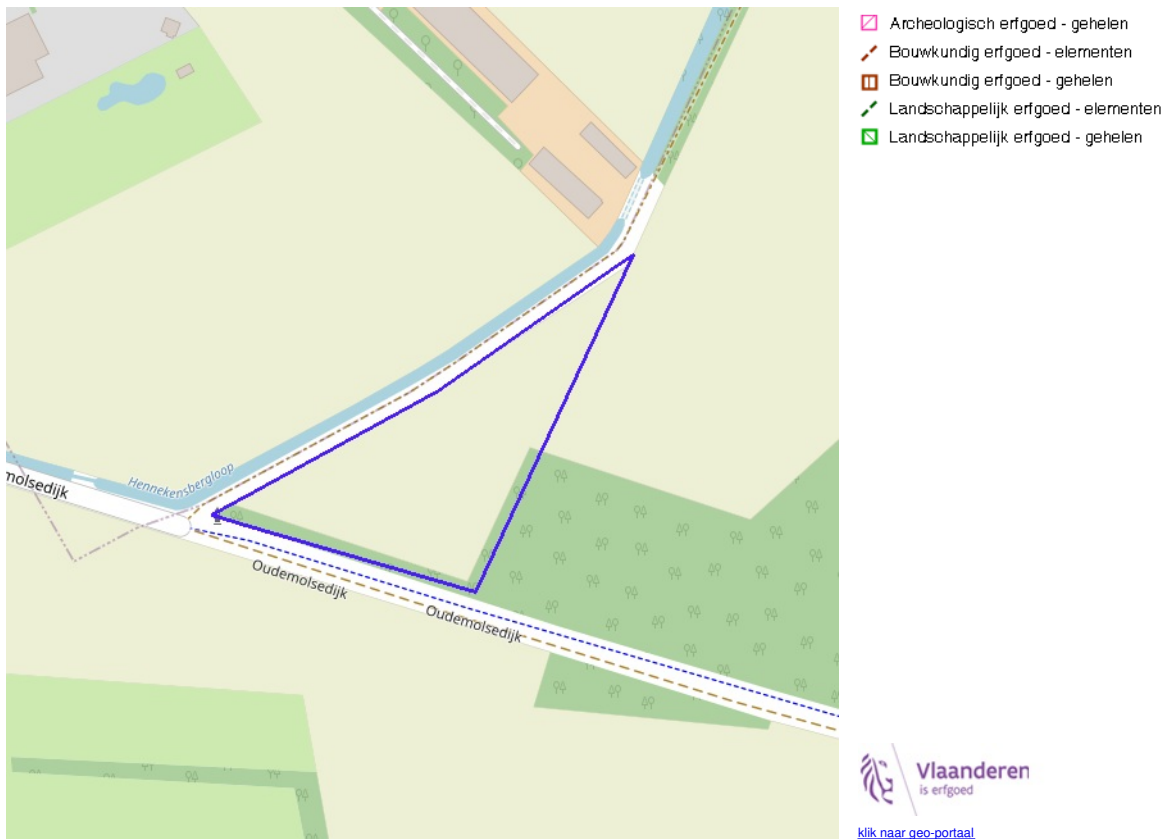 Archeologisch erfgoed - gehelen
Bouwkundig erfgoed - elementen
Bouwkundig erfgoed - gehelen
Landschappelijk erfgoed - elementen
Landschappelijk erfgoed - gehelen
Hennekensbergloop
molsedijk
Oudemolsedijk
Oudemolsedijk
Vlaanderen
is erfgoed
klik naar geo-portaal